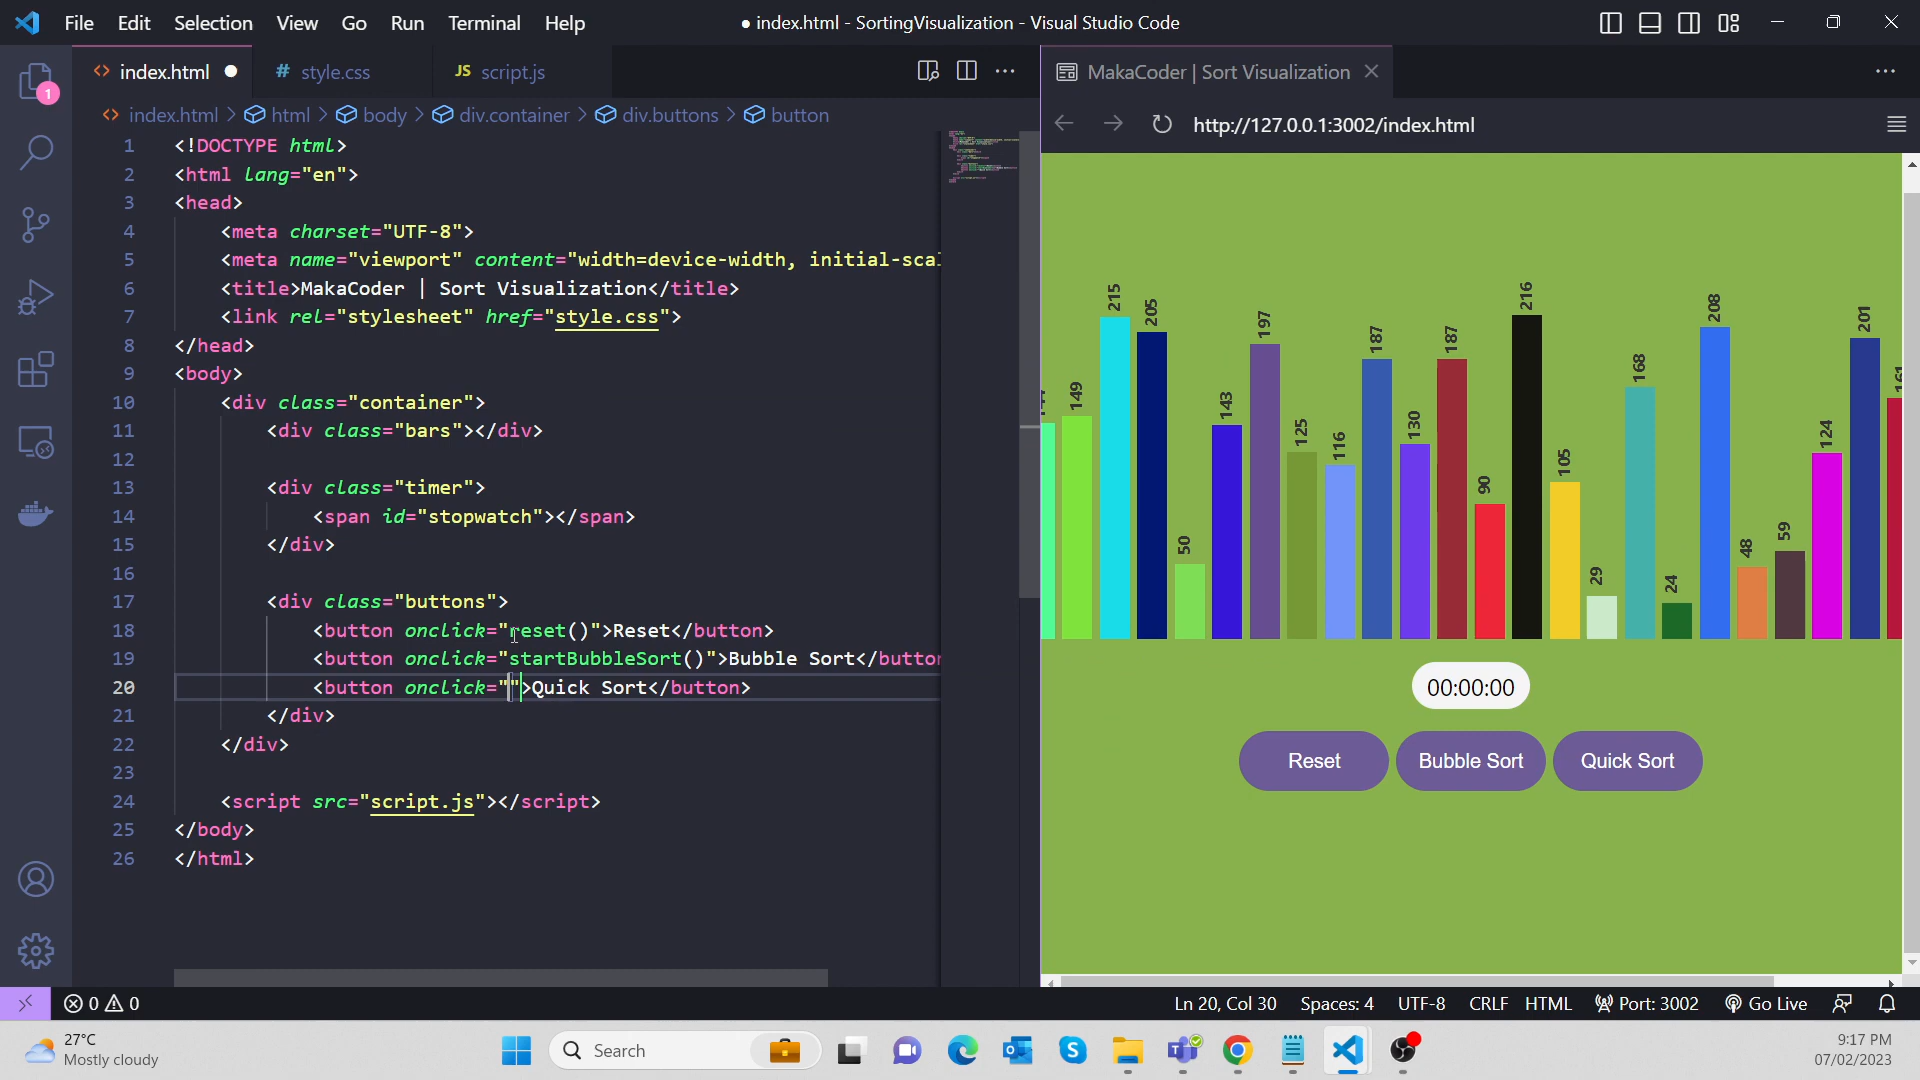 File Edit Selection View Go Run Terminal Help
● index.html - SortingVisualization - Visual Studio Code
index.html
# style.css
JS script.js
MakaCoder | Sort Visualization
index.html > html > body > div.container > div.buttons > button
http://127.0.0.1:3002/index.html
1 <!DOCTYPE html>
2 <html lang="en">
3 <head>
4 <meta charset="UTF-8">
5 <meta name="viewport" content="width=device-width, initial-scal
6 <title>MakaCoder | Sort Visualization</title>
7 <link rel="stylesheet" href="style.css">
8 </head>
9 <body>
10 <div class="container">
11 <div class="bars"></div>
12
13 <div class="timer">
14 <span id="stopwatch"></span>
15 </div>
16
17 <div class="buttons">
18 <button onclick="reset()">Reset</button>
19 <button onclick="startBubbleSort()">Bubble Sort</button
20 <button onclick="">Quick Sort</button>
21 </div>
22 </div>
23
24 <script src="script.js"></script>
25 </body>
26 </html>
1
149
215
205
50
143
197
125
116
187
130
187
90
216
105
29
168
24
208
48
59
124
201
161
00:00:00
Reset
Bubble Sort
Quick Sort
0 0
Ln 20, Col 30
Spaces: 4
UTF-8
CRLF
HTML
Port: 3002
Go Live
27°C
Mostly cloudy
Search
9:17 PM
07/02/2023